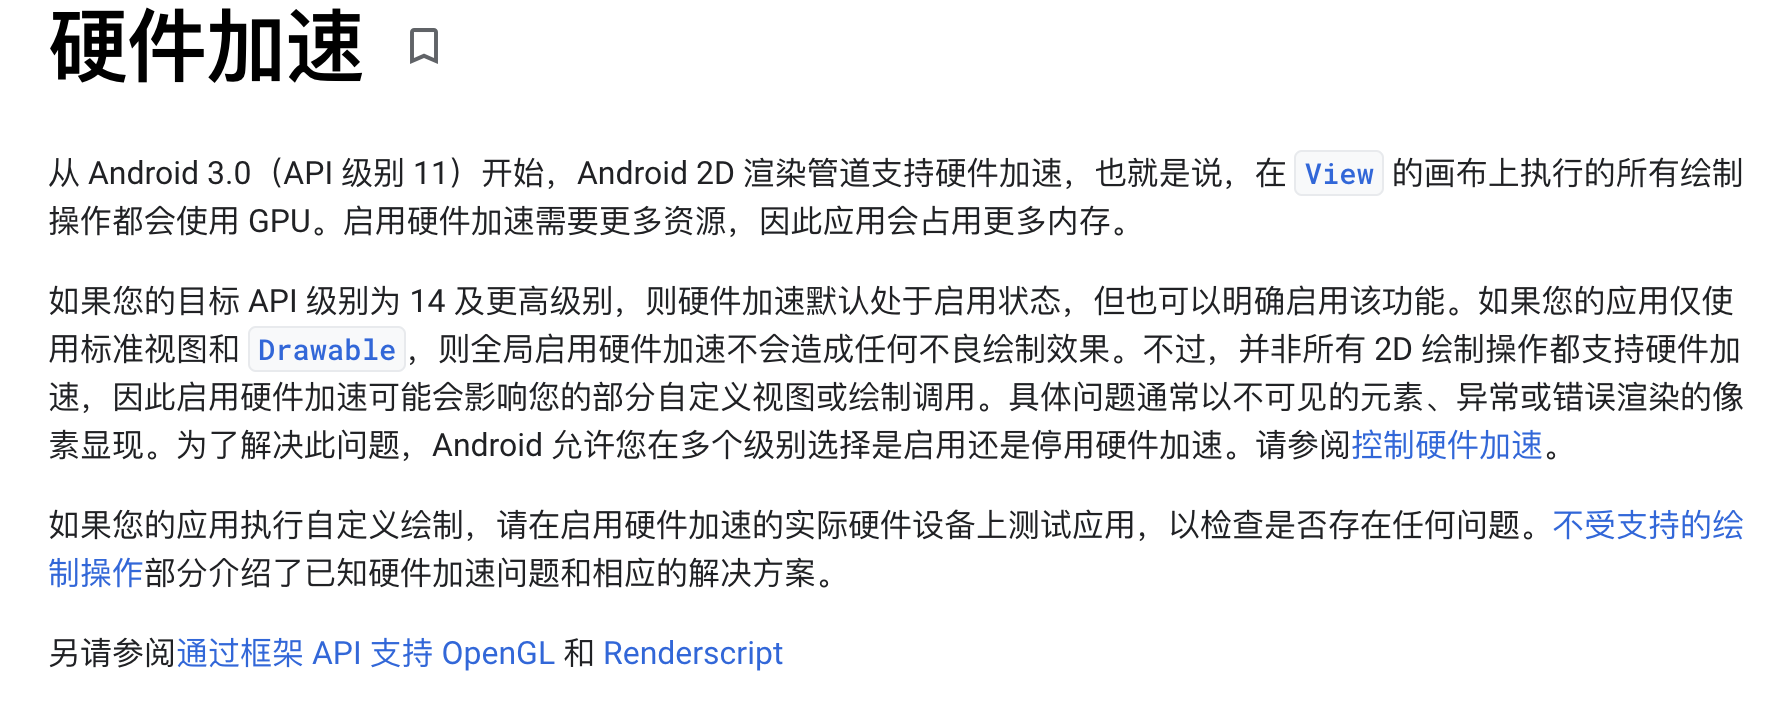 硬件加速
从 Android 3.0（API 级别 11）开始，Android 2D 渲染管道支持硬件加速，也就是说，在 View 的画布上执行的所有绘制
操作都会使用 GPU。启用硬件加速需要更多资源，因此应用会占用更多内存。
如果您的目标 API 级别为 14 及更高级别，则硬件加速默认处于启用状态，但也可以明确启用该功能。如果您的应用仅使
用标准视图和 Drawable，则全局启用硬件加速不会造成任何不良绘制效果。不过，并非所有 2D 绘制操作都支持硬件加
速，因此启用硬件加速可能会影响您的部分自定义视图或绘制调用。具体问题通常以不可见的元素、异常或错误渲染的像
素显现。为了解决此问题，Android 允许您在多个级别选择是启用还是停用硬件加速。请参阅控制硬件加速。
如果您的应用执行自定义绘制，请在启用硬件加速的实际硬件设备上测试应用，以检查是否存在任何问题。不受支持的绘
制操作部分介绍了已知硬件加速问题和相应的解决方案。
另请参阅通过框架 API 支持 OpenGL 和 Renderscript